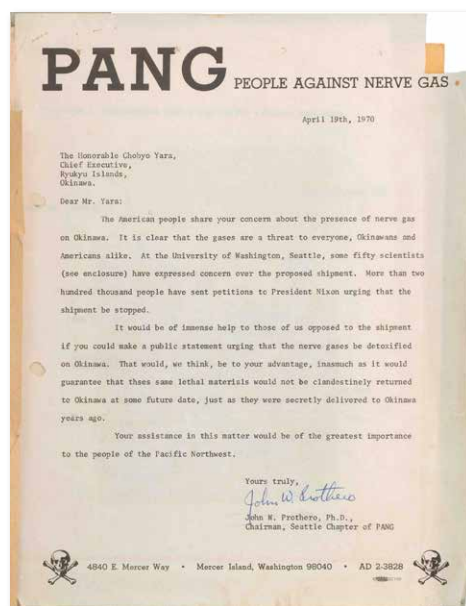 PANG PEOPLE AGAINST NERVE GAS
April 19th, 1970
The Honorable Chobyo Yara,
Chief Executive,
Ryukyu Islands,
Okinawa.
Dear Mr. Yara:
The American people share your concern about the presence of nerve gas
on Okinawa. It is clear that the gases are a threat to everyone, Okinawans and
Americans alike. At the University of Washington, Seattle, some fifty scientists
(see enclosure) have expressed concern over the proposed shipment. More than two
hundred thousand people have sent petitions to President Nixon urging that the
shipment be stopped.
It would be of immense help to those of us opposed to the shipment
if you could make a public statement urging that the nerve gases be detoxified
on Okinawa. That would, we think, be to your advantage, inasmuch as it would
guarantee that thses same lethal materials would not be clandestinely returned
to Okinawa at some future date, just as they were secretly delivored to Okinawa
years ago.
Your assistance in this matter would be of the greatest importance
to the people of the Pacific Northwest.
Yours truly,
John W. Prothero
John W. Prothero, Ph.D.,
Chairman, Seattle Chapter of PANG
4840 E. Mercer Way • Mercer Island, Washington 98040 • AD 2-3828